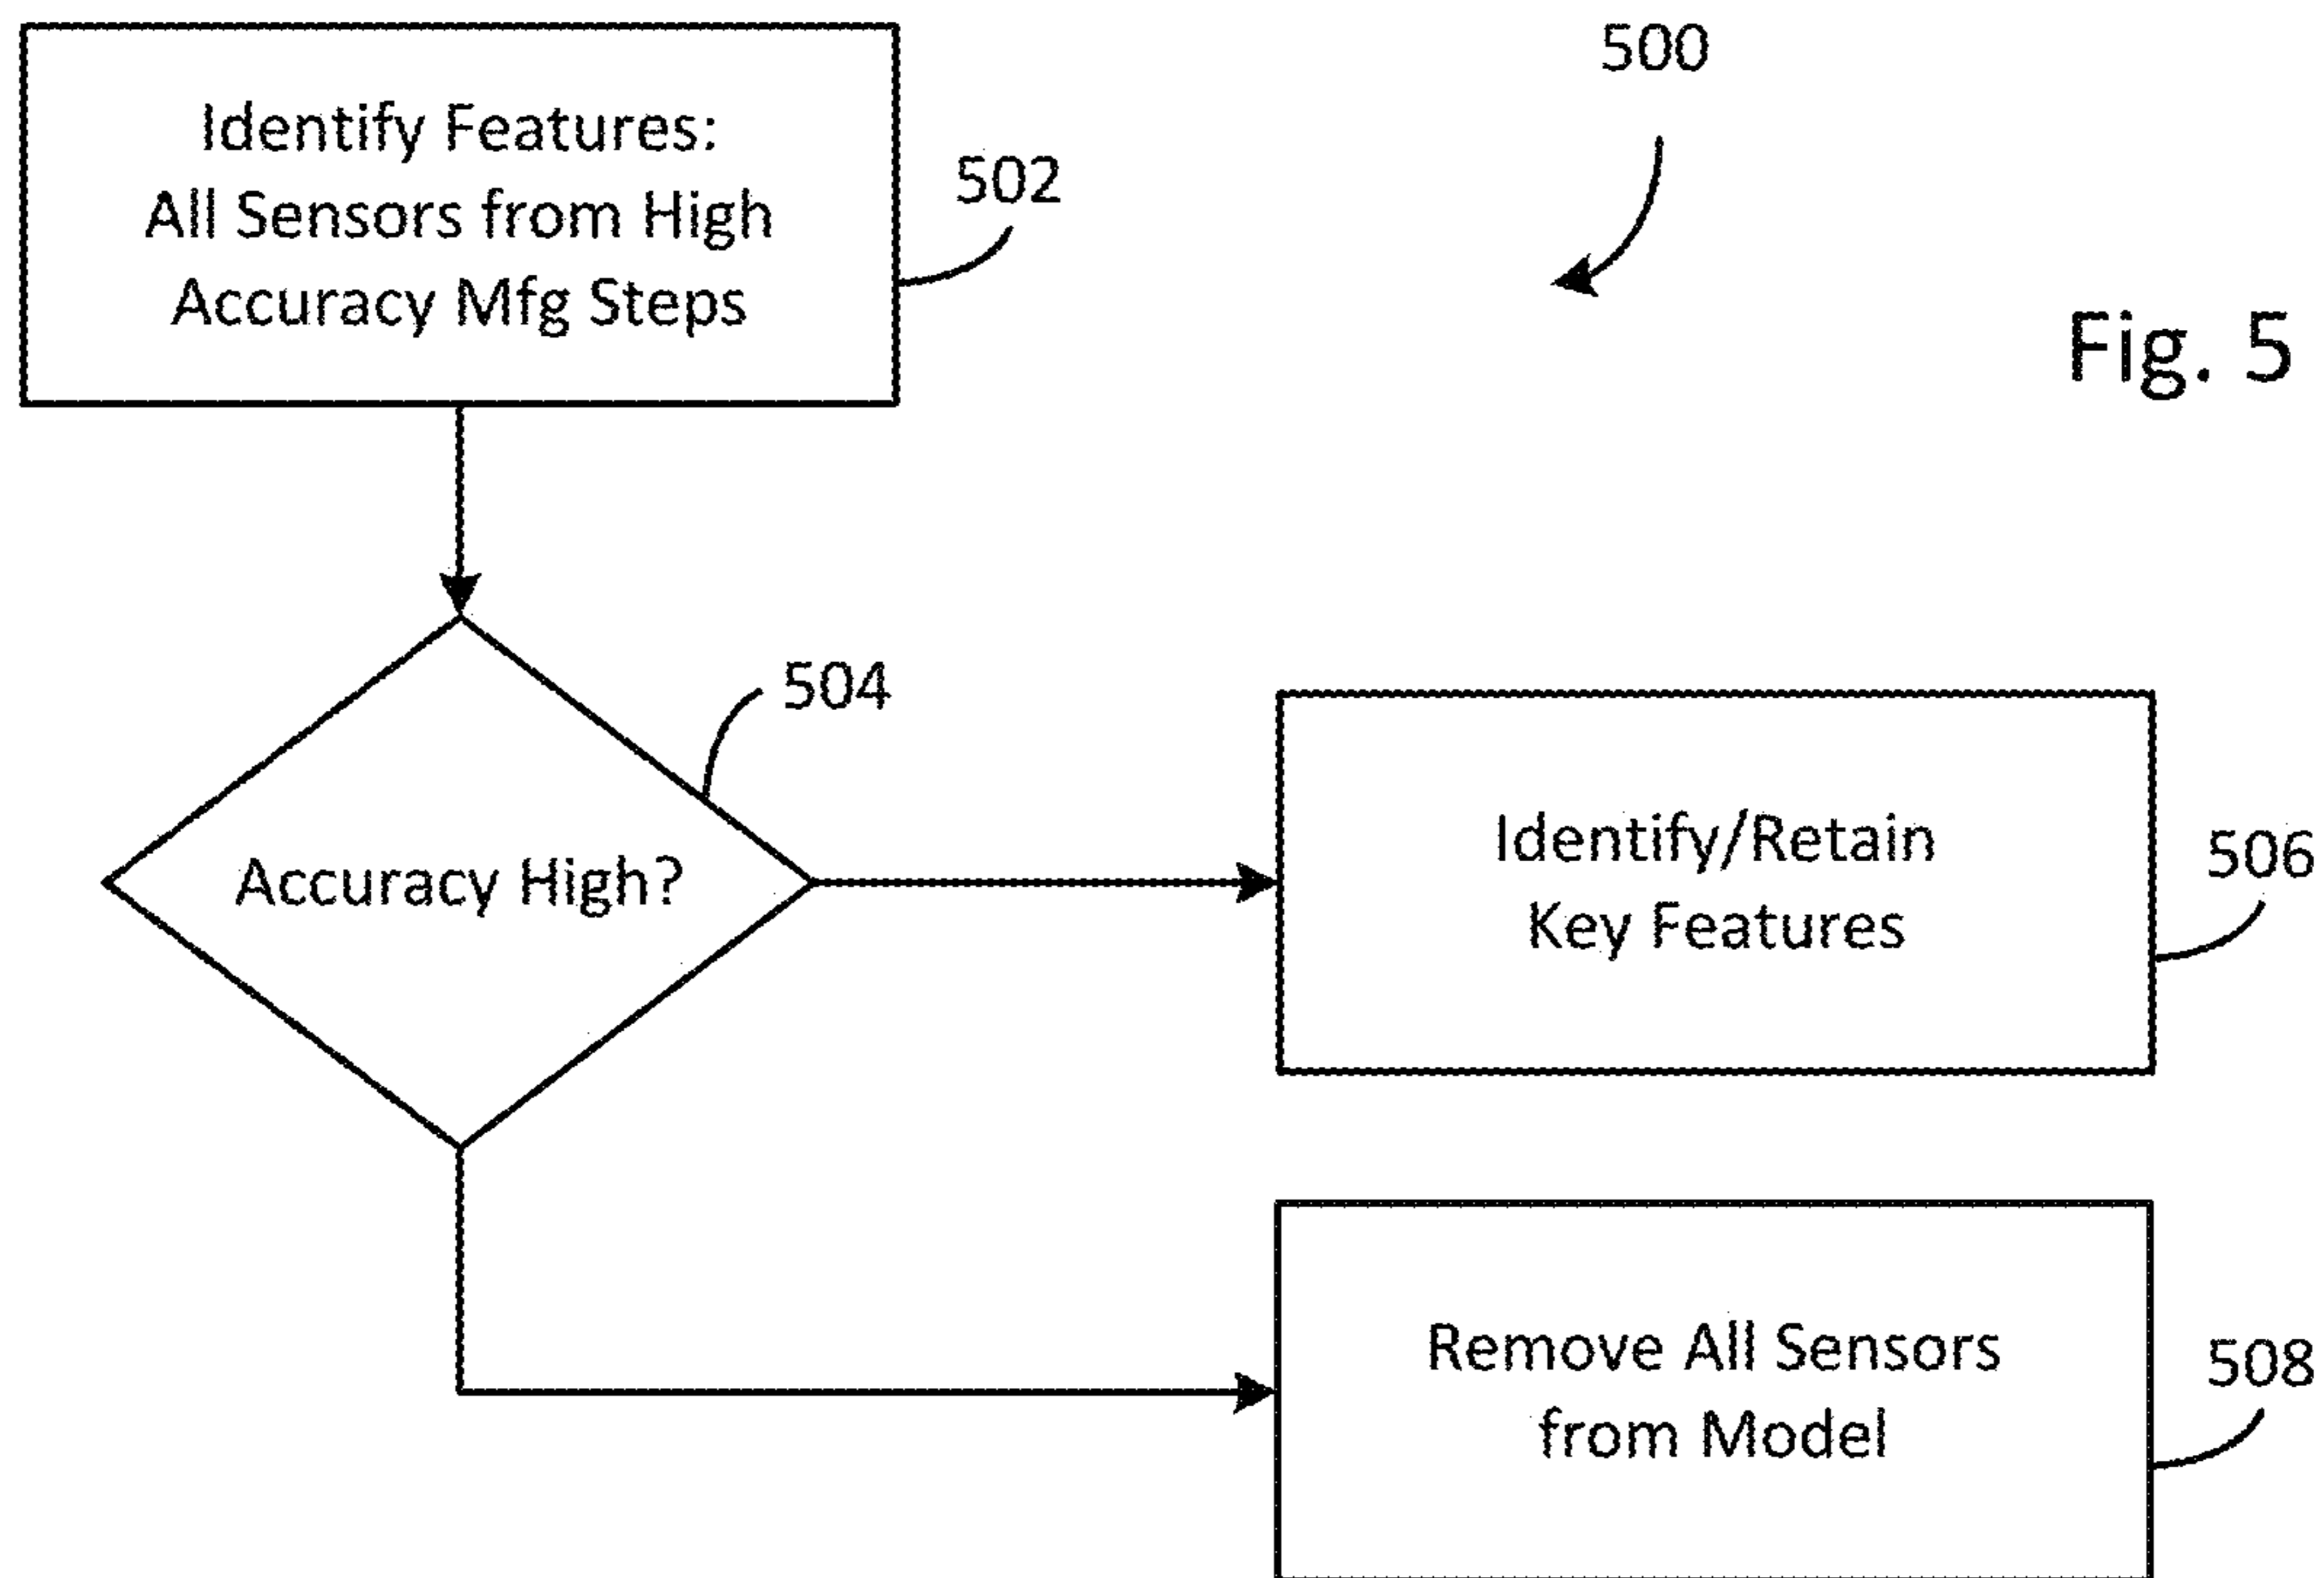 500
Identify Features:
All Sensors from High
Accuracy Mfg Steps
502
Fig. 5
504
Accuracy High?
Identify/Retain
Key Features
506
Remove All Sensors
from Model
508